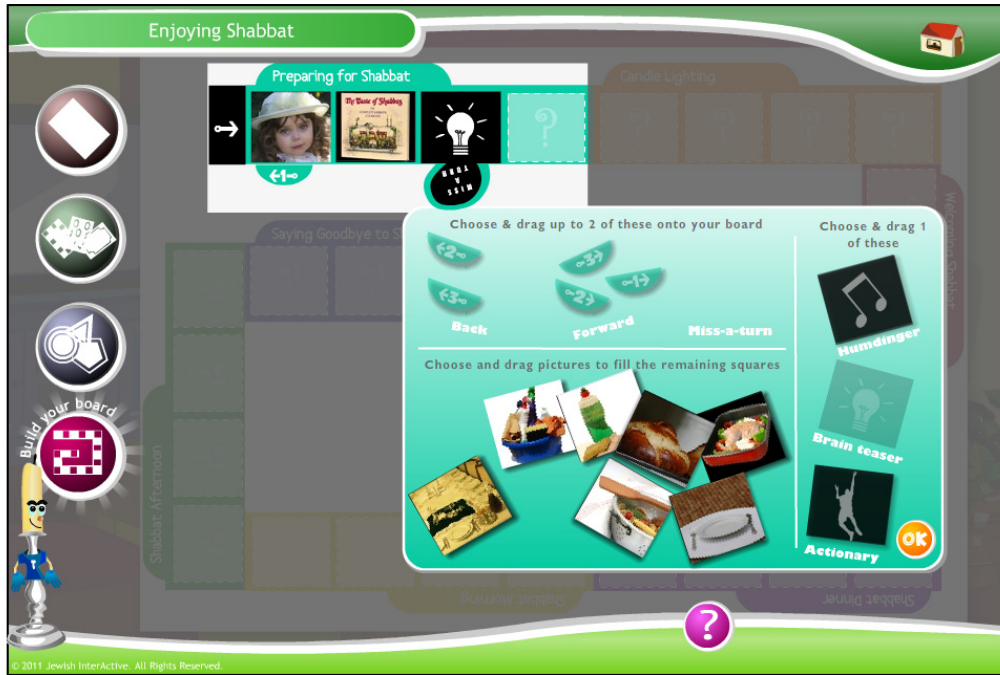 Enjoying Shabbat
Preparing for Shabbat
Candle Lighting
The Taste of Shabbos
?
1
MISS
A
TURN
Welcoming Shabbat
Saying Goodbye to S
Choose & drag up to 2 of these onto your board
Choose & drag 1
of these
2
3
1
3
2
Back
Forward
Miss-a-turn
Humdinger
Choose and drag pictures to fill the remaining squares
Brain teaser
Actionary
OK
Build your board
Shabbat Afternoon
Shabbat Morning
Shabbat Dinner
?
© 2011 Jewish InterActive. All Rights Reserved.